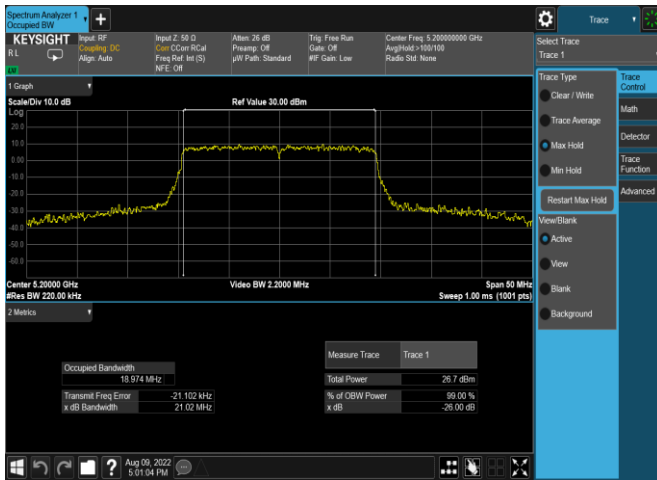 Spectrum Analyzer 1
Occupied BW
KEYSIGHT
R L
Input: RF
Coupling: DC
Align: Auto
Input Z: 50 Ω
Corr CCorr RCal
Freq Ref: Int (S)
NFE: Off
Atten: 26 dB
Preamp: Off
µW Path: Standard
Trig: Free Run
Gate: Off
#IF Gain: Low
Center Freq: 5.200000000 GHz
Avg|Hold:>100/100
Radio Std: None
1 Graph
Scale/Div 10.0 dB
Ref Value 30.00 dBm
Log
20.0
10.0
0.00
-10.0
-20.0
-30.0
-40.0
-50.0
-60.0
Center 5.20000 GHz
#Res BW 220.00 kHz
Video BW 2.2000 MHz
Span 50 MHz
Sweep 1.00 ms (1001 pts)
2 Metrics
Occupied Bandwidth
18.974 MHz
Transmit Freq Error -21.102 kHz
x dB Bandwidth 21.02 MHz
Measure Trace Trace 1
Total Power 26.7 dBm
% of OBW Power 99.00 %
x dB -26.00 dB
Aug 09, 2022
5:01:04 PM
Trace
Select Trace
Trace 1
Trace Type
Clear / Write
Trace Average
Max Hold
Min Hold
Restart Max Hold
View/Blank
Active
View
Blank
Background
Trace
Control
Math
Detector
Trace
Function
Advanced